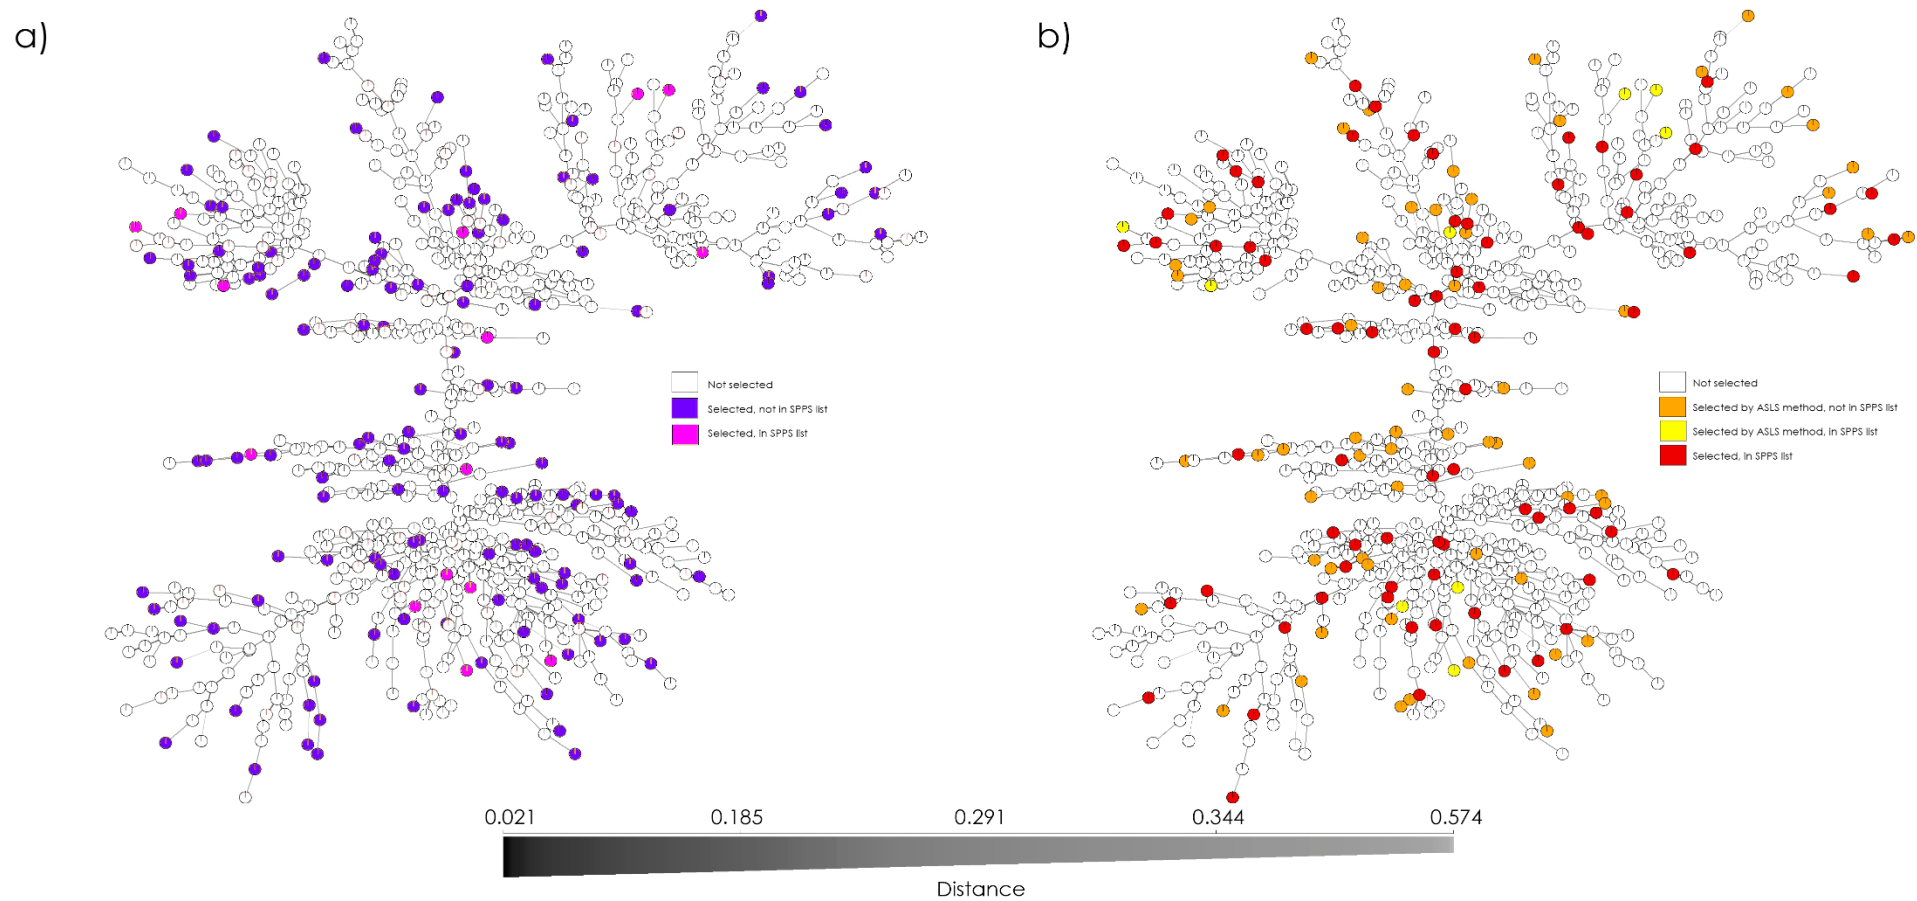 a)
b)
Not selected
Selected, not in SPPS list
Selected, in SPPS list
Not selected
Selected by ASLS method, not in SPPS list
Selected by ASLS method, in SPPS list
Selected, in SPPS list
0.021 0.185 0.291 0.344 0.574
Distance